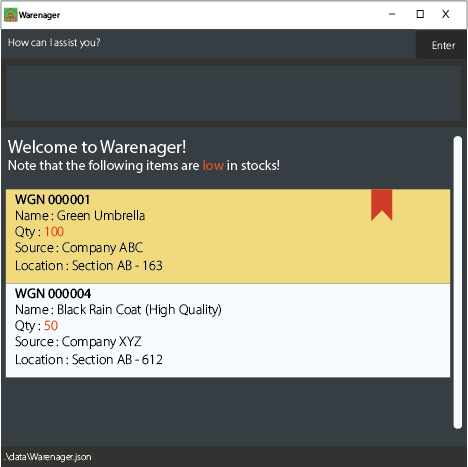 Warenager
How can I assist you?
Enter
Welcome to Warenager!
Note that the following items are low in stocks!
WGN 000001
Name : Green Umbrella
Qty : 100
Source : Company ABC
Location : Section AB - 163
WGN 000004
Name : Black Rain Coat (High Quality)
Qty : 50
Source : Company XYZ
Location : Section AB - 612
.\data\Warenager.json